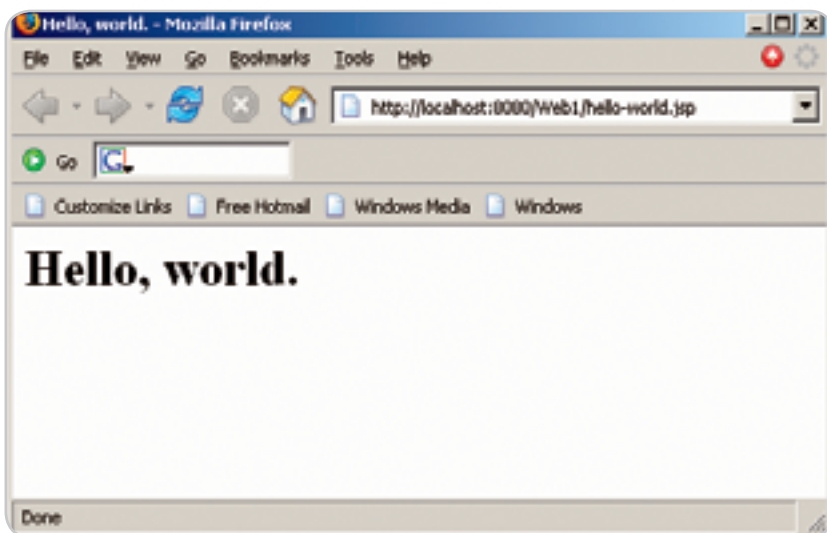 Hello, world. - Mozilla Firefox
File Edit View Go Bookmarks Tools Help
http://localhost:8080/Web1/hello-world.jsp
Go G
Customize Links Free Hotmail Windows Media Windows
Hello, world.
Done